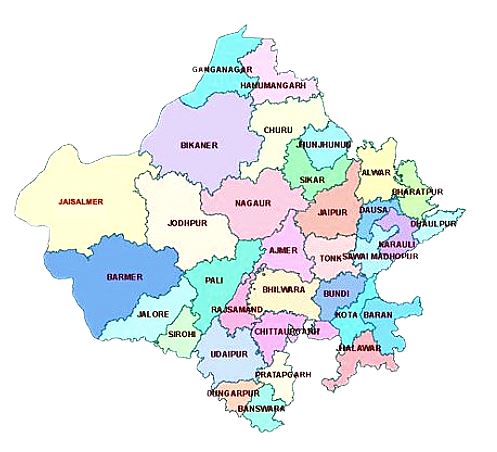 GANGANAGAR
HANUMANGARH
CHURU
JHUNJHUNUN
BIKANER
ALWAR
SIKAR
BHARATPUR
JAISALMER
NAGAUR
JAIPUR
DAUSA
DHAULPUR
JODHPUR
KARAULI
AJMER
TONK
SAWAI MADHOPUR
BARMER
PALI
BHILWARA
BUNDI
JALORE
RAJSAMAND
KOTA
BARAN
SIROHI
CHITTAURGARH
JHALAWAR
UDAIPUR
PRATAPGARH
DUNGARPUR
BANSWARA